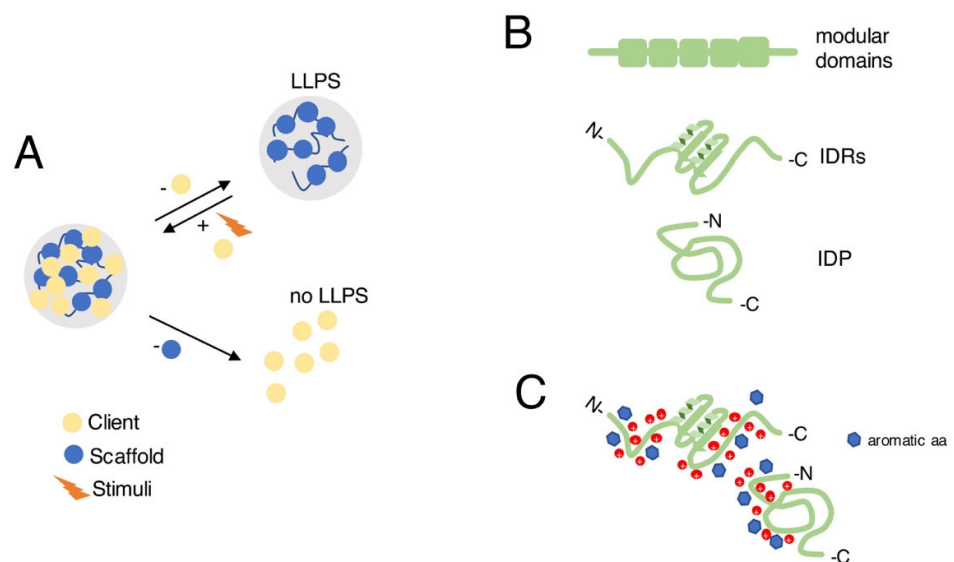 A
LLPS
-
+
no LLPS
-
Client
Scaffold
Stimuli
B
modular
domains
N-
-C
IDRs
-N
IDP
-C
C
N-
-C
aromatic aa
-N
-C
+ + + + + + + + + + + + + + + + + + + + + + +